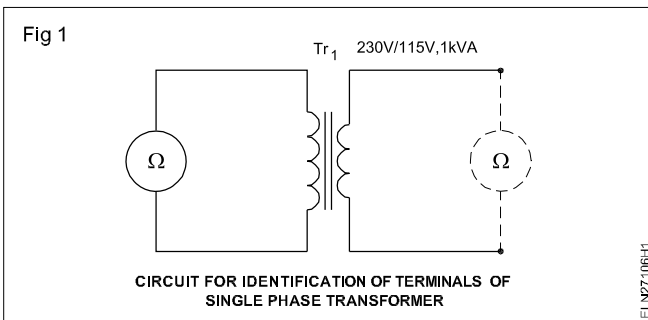 Fig 1
Tr1 230V/115V,1kVA
Ω Ω
CIRCUIT FOR IDENTIFICATION OF TERMINALS OF
SINGLE PHASE TRANSFORMER
ELN27106H1